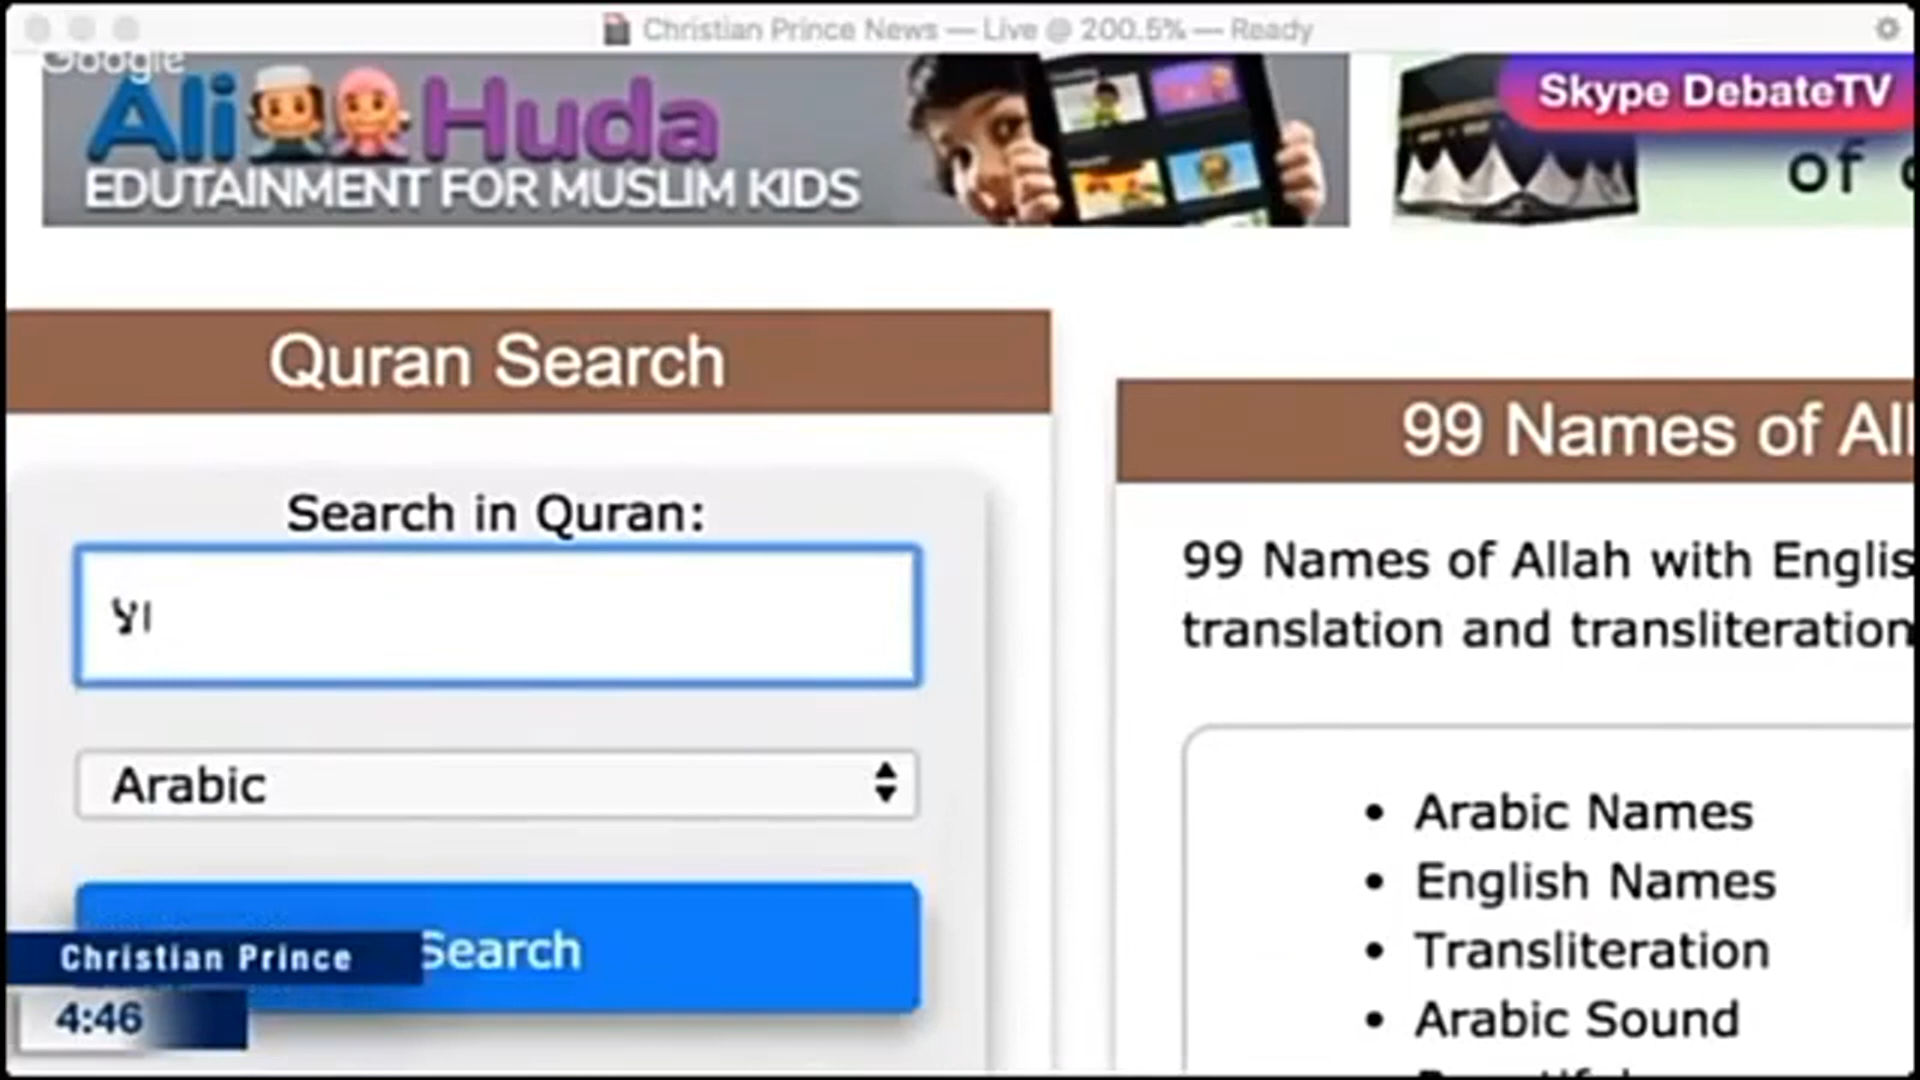 Christian Prince News — Live @ 200.5% — Ready
Google
Ali Huda
EDUTAINMENT FOR MUSLIM KIDS
Skype DebateTV
of
Quran Search
99 Names of All
Search in Quran:
99 Names of Allah with Englis
translation and transliteration
Arabic
• Arabic Names
• English Names
• Transliteration
• Arabic Sound
Search
Christian Prince
4:46